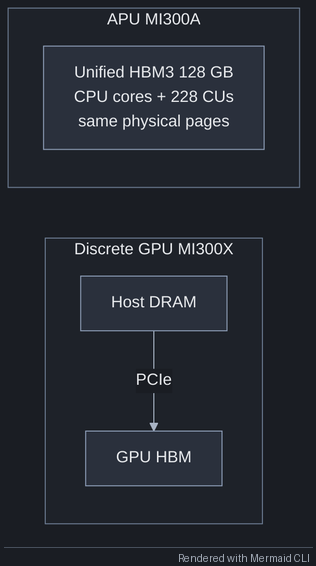 APU MI300A
Unified HBM3 128 GB
CPU cores + 228 CUs
same physical pages
Discrete GPU MI300X
Host DRAM
PCIe
GPU HBM
Rendered with Mermaid CLI